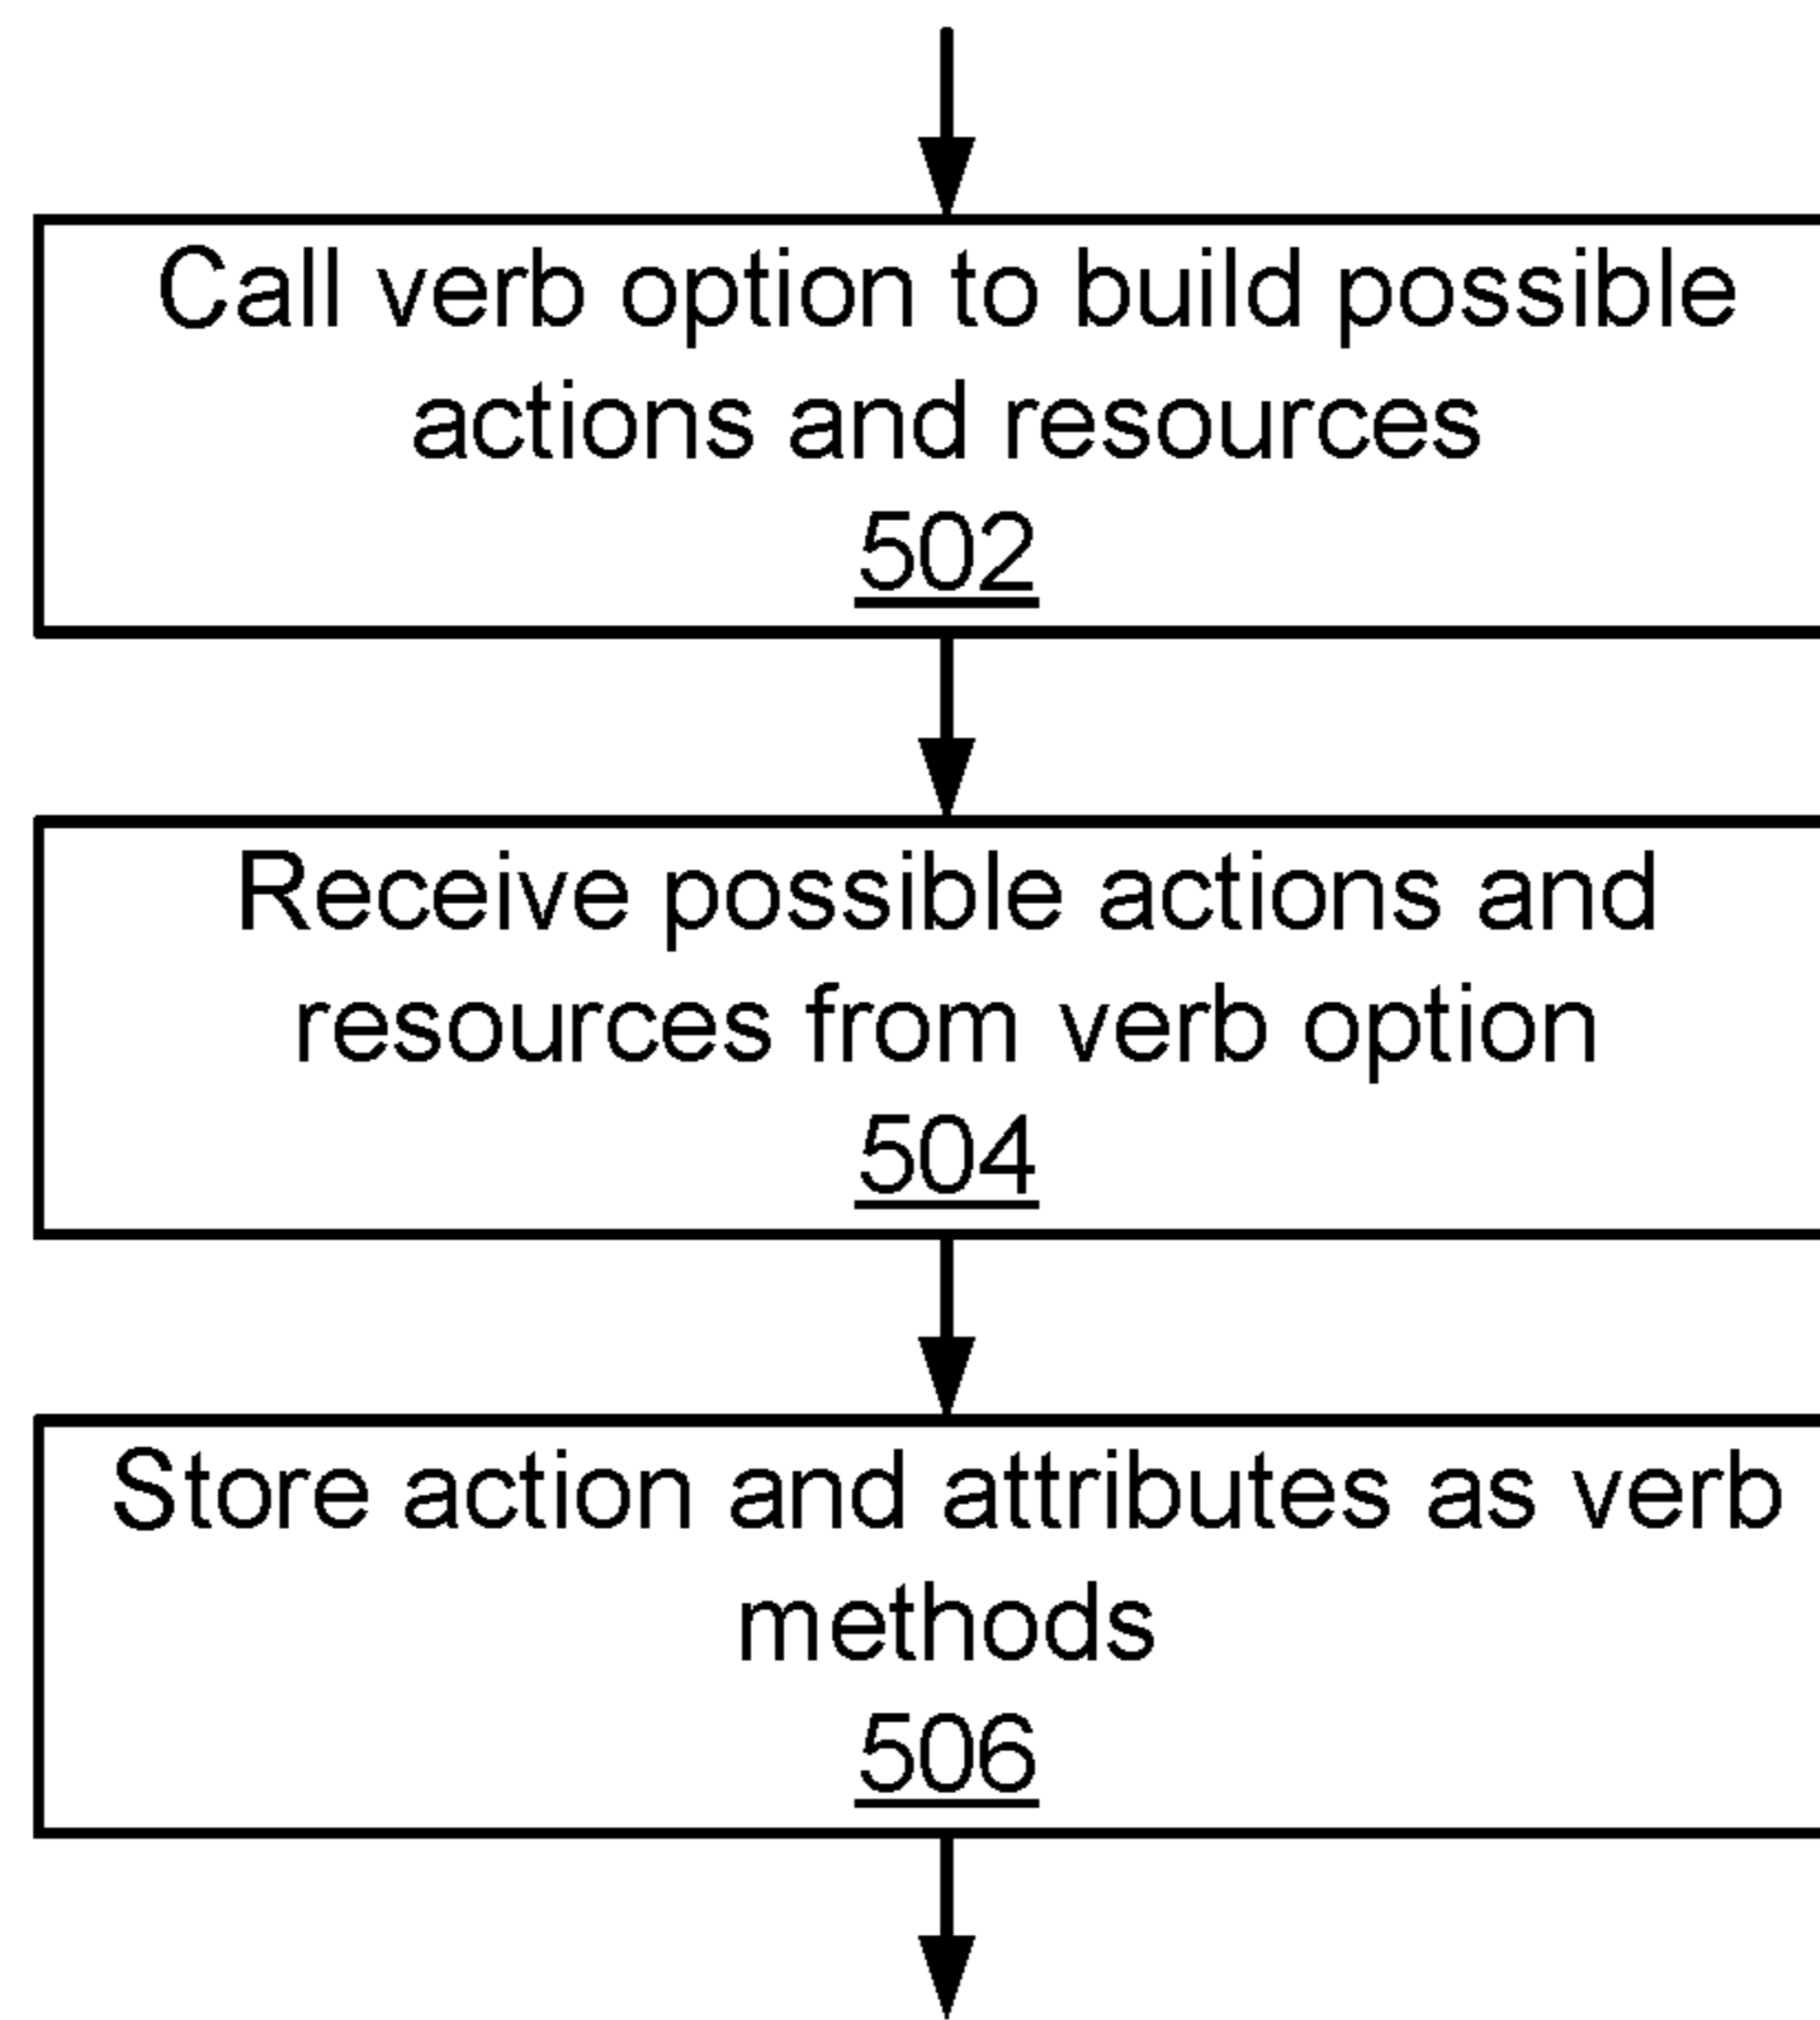 Call verb option to build possible
actions and resources
502
Receive possible actions and
resources from verb option
504
Store action and attributes as verb
methods
506